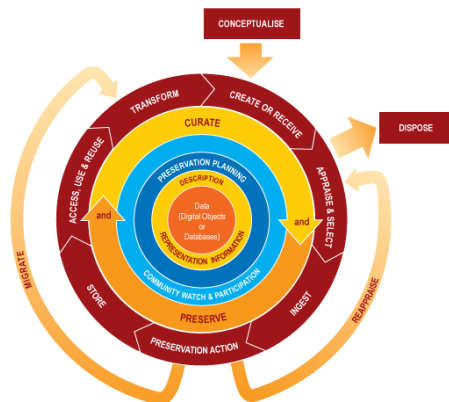 CONCEPTUALISE
DISPOSE
CREATE OR RECEIVE
APPRAISE & SELECT
INGEST
PRESERVATION ACTION
STORE
ACCESS, USE & REUSE
TRANSFORM
CURATE
and
PRESERVE
and
PRESERVATION PLANNING
COMMUNITY WATCH & PARTICIPATION
DESCRIPTION
REPRESENTATION INFORMATION
Data
(Digital Objects
or
Databases)
MIGRATE
REAPPRAISE